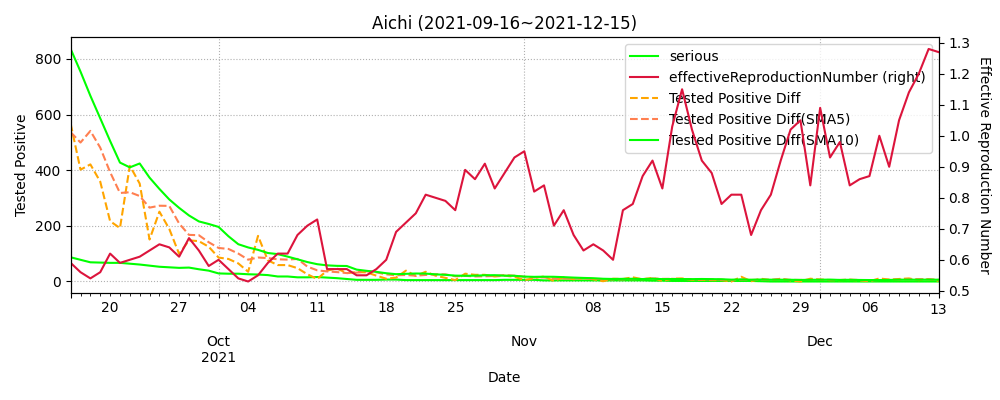 Aichi (2021-09-16~2021-12-15)
serious
effectiveReproductionNumber (right)
Tested Positive Diff
Tested Positive Diff(SMA5)
Tested Positive Diff(SMA10)
Tested Positive
800
600
400
200
0
Effective Reproduction Number
1.3
1.2
1.1
1.0
0.9
0.8
0.7
0.6
0.5
20 27 04 11 18 25 08 15 22 29 06 13
Oct Nov Dec
2021
Date